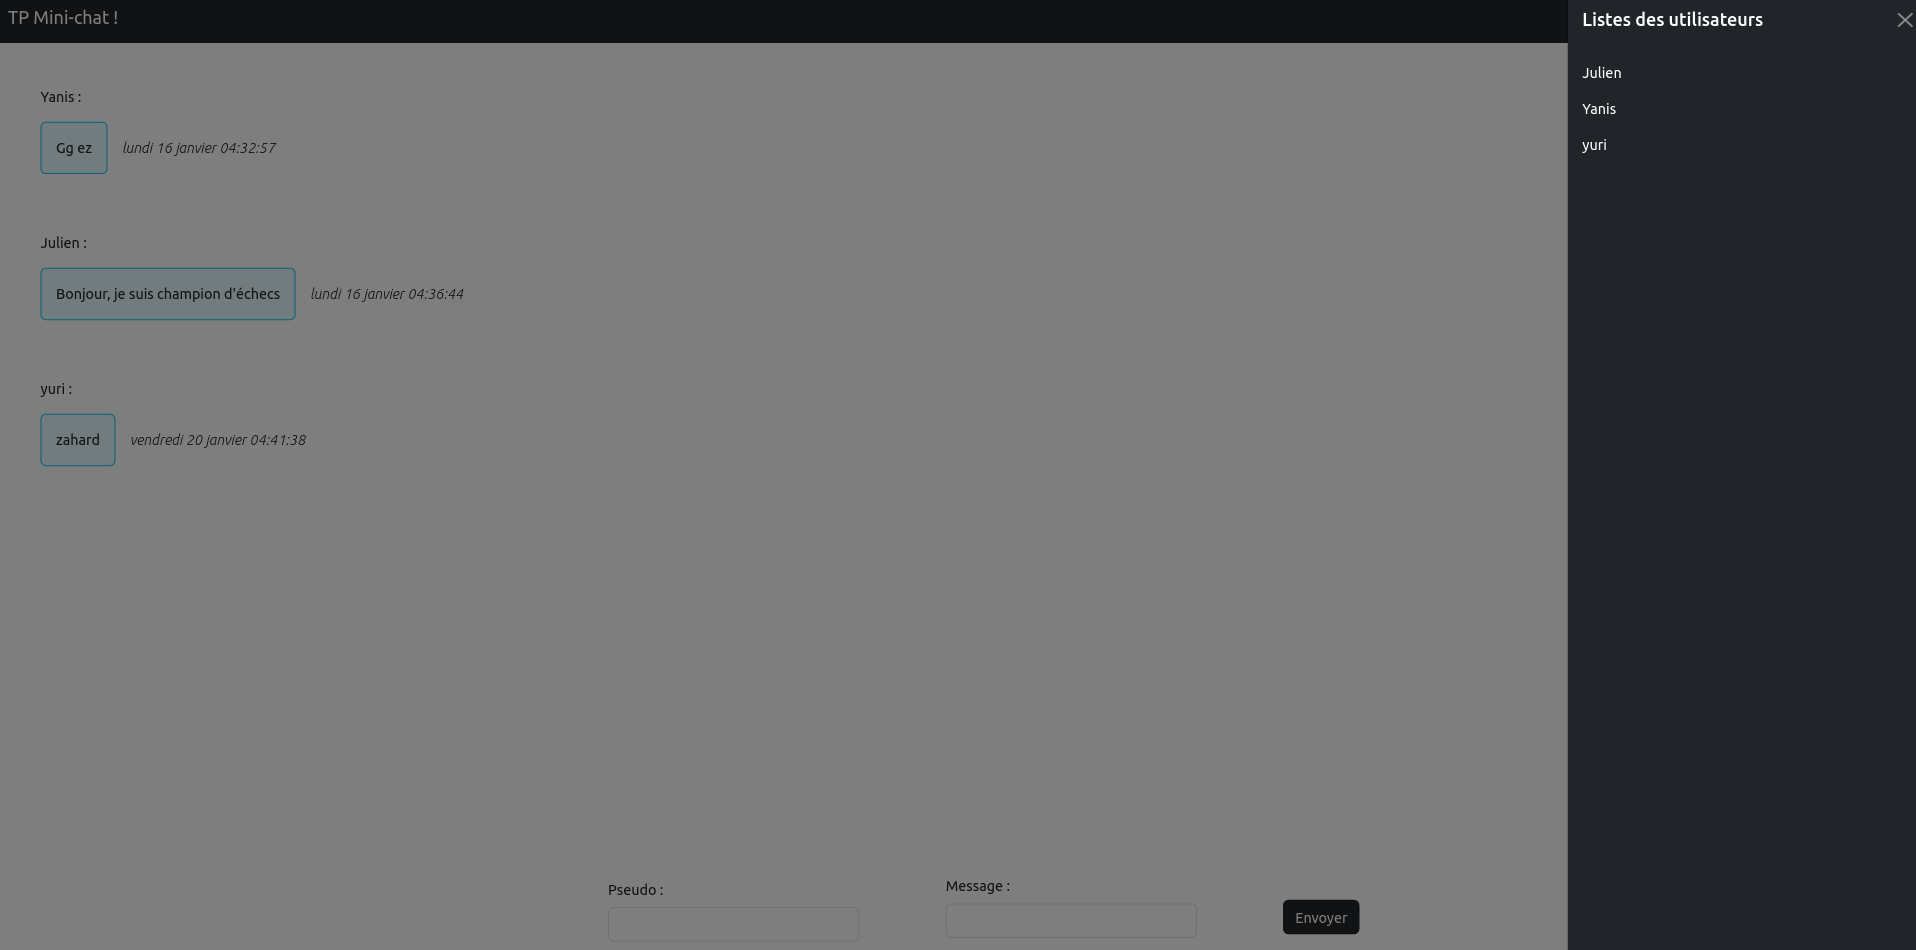 TP Mini-chat !
Yanis :
Gg ez lundi 16 janvier 04:32:57
Julien :
Bonjour, je suis champion d'échecs lundi 16 janvier 04:36:44
yuri :
zahard vendredi 20 janvier 04:41:38
Pseudo :
Message :
Envoyer
Listes des utilisateurs
Julien
Yanis
yuri